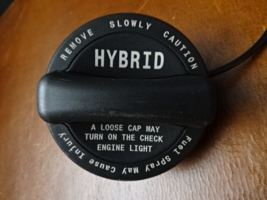 REMOVE SLOWLY CAUTION
HYBRID
A LOOSE CAP MAY
TURN ON THE CHECK
ENGINE LIGHT
Fuel Spray May Cause Injury